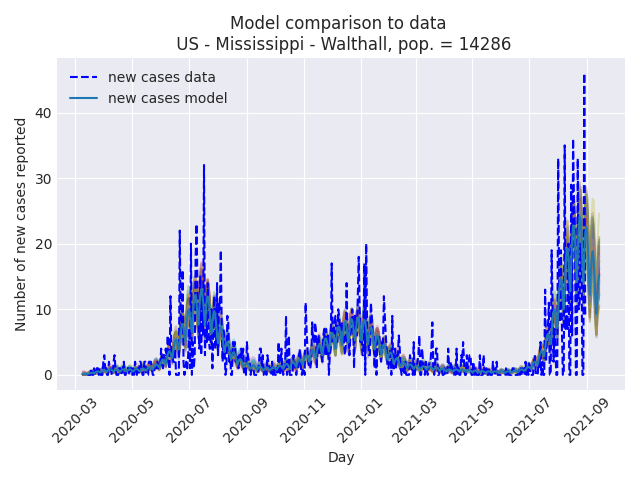 Model comparison to data
US - Mississippi - Walthall, pop. = 14286
new cases data
new cases model
Number of new cases reported
40
30
20
10
0
2020-03
2020-05
2020-07
2020-09
2020-11
2021-01
2021-03
2021-05
2021-07
2021-09
Day